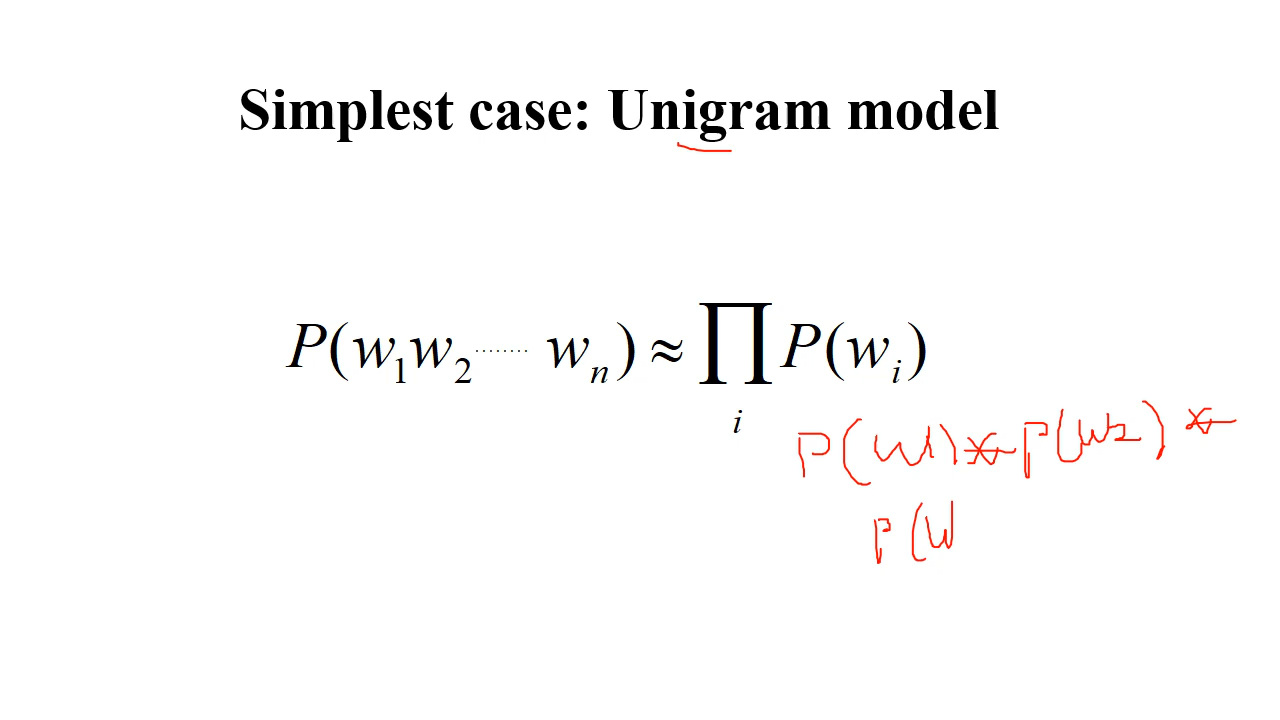 Simplest case: Unigram model
P(w₁w₂........ wₙ) ≈ ∏ᵢ P(wᵢ)
P(w1) * P(w2) *
P(w